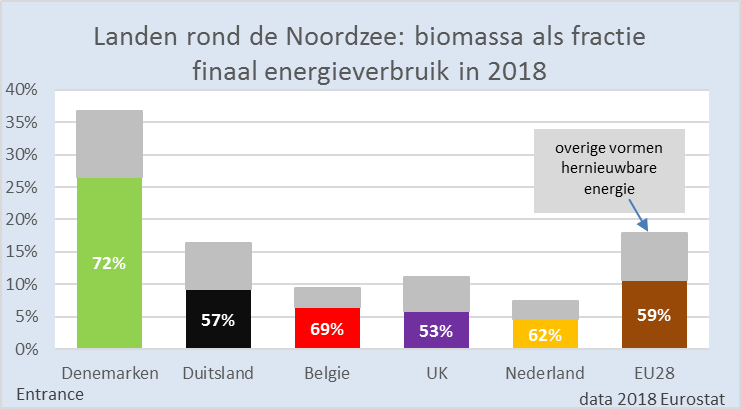 Landen rond de Noordzee: biomassa als fractie
finaal energieverbruik in 2018
40%
35%
30%
25%
20%
15%
10%
5%
0%
overige vormen
hernieuwbare
energie
72%
57%
69%
53%
62%
59%
Denemarken Duitsland Belgie UK Nederland EU28
Entrance data 2018 Eurostat